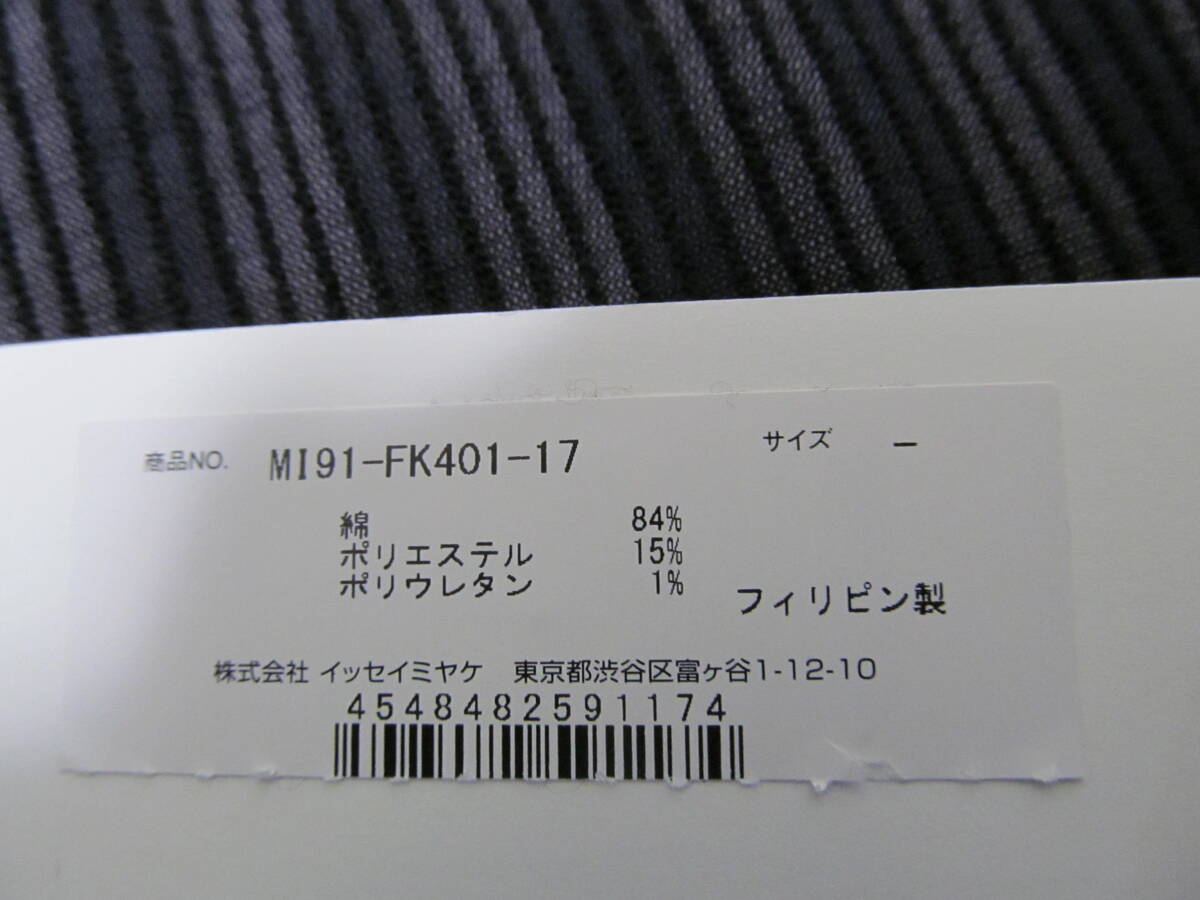 商品NO. MI91-FK401-17 サイズ －
綿 84%
ポリエステル 15%
ポリウレタン 1%
フィリピン製
株式会社 イッセイミヤケ 東京都渋谷区富ヶ谷1-12-10
4548482591174